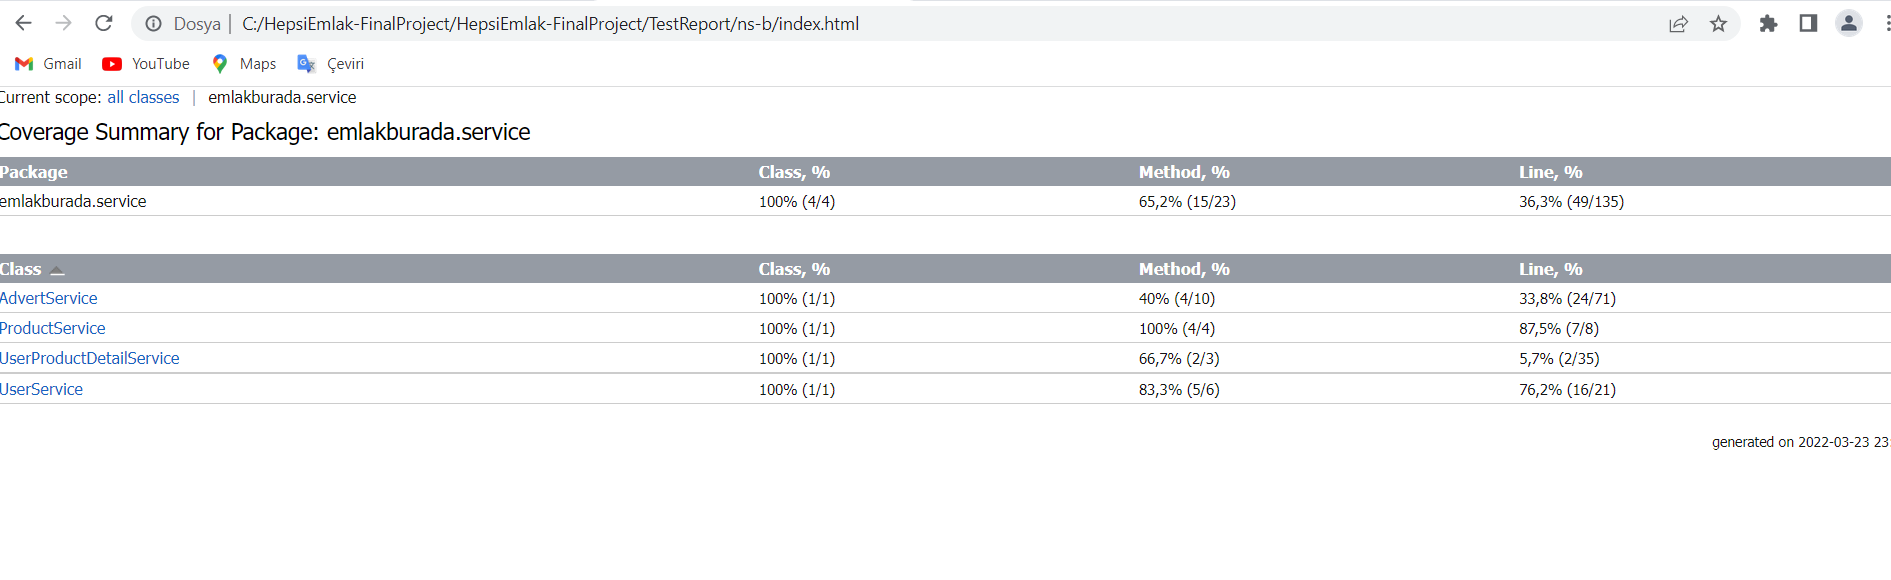 Dosya | C:/HepsiEmlak-FinalProject/HepsiEmlak-FinalProject/TestReport/ns-b/index.html
Gmail YouTube Maps Çeviri
Current scope: all classes | emlakburada.service
Coverage Summary for Package: emlakburada.service
Package Class, % Method, % Line, %
emlakburada.service 100% (4/4) 65,2% (15/23) 36,3% (49/135)
Class Class, % Method, % Line, %
AdvertService 100% (1/1) 40% (4/10) 33,8% (24/71)
ProductService 100% (1/1) 100% (4/4) 87,5% (7/8)
UserProductDetailService 100% (1/1) 66,7% (2/3) 5,7% (2/35)
UserService 100% (1/1) 83,3% (5/6) 76,2% (16/21)
generated on 2022-03-23 23: